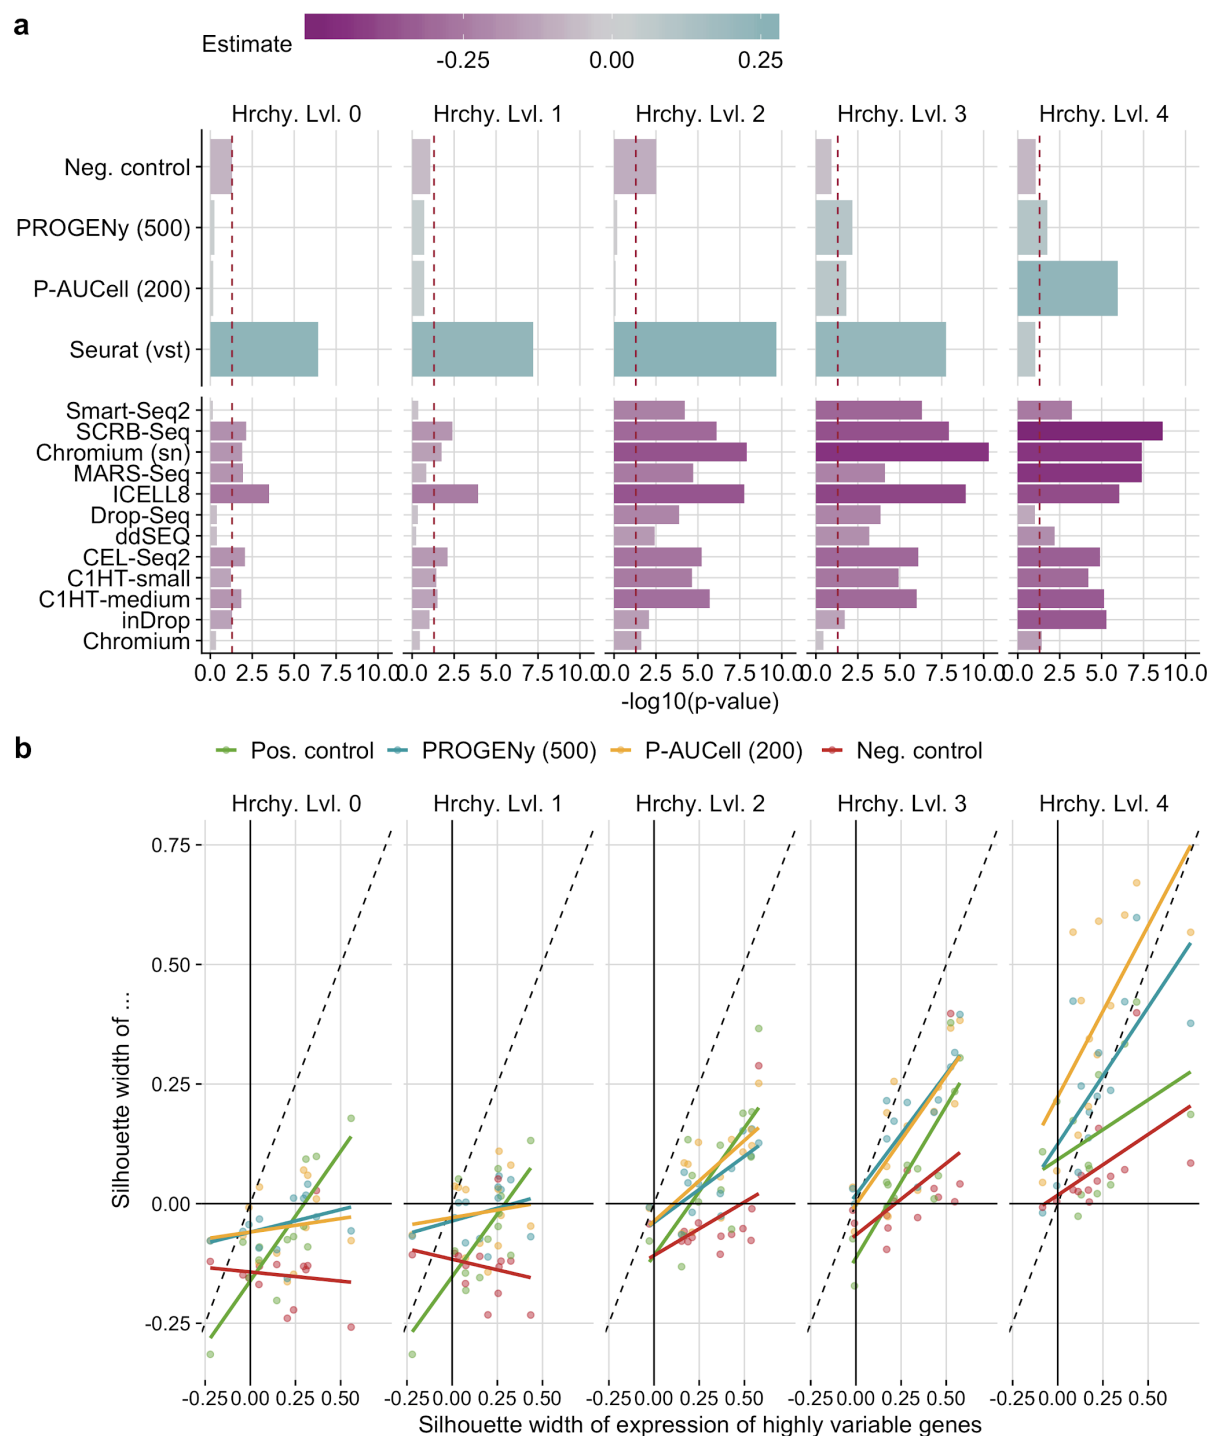 a
Estimate
-0.25 0.00 0.25
Hrchy. Lvl. 0 Hrchy. Lvl. 1 Hrchy. Lvl. 2 Hrchy. Lvl. 3 Hrchy. Lvl. 4
Neg. control
PROGENy (500)
P-AUCell (200)
Seurat (vst)
Smart-Seq2
SCRB-Seq
Chromium (sn)
MARS-Seq
ICELL8
Drop-Seq
ddSEQ
CEL-Seq2
C1HT-small
C1HT-medium
inDrop
Chromium
0.0 2.5 5.0 7.5 10.0 0.0 2.5 5.0 7.5 10.0 0.0 2.5 5.0 7.5 10.0 0.0 2.5 5.0 7.5 10.0 0.0 2.5 5.0 7.5 10.0
-log10(p-value)
b
Pos. control PROGENy (500) P-AUCell (200) Neg. control
Hrchy. Lvl. 0 Hrchy. Lvl. 1 Hrchy. Lvl. 2 Hrchy. Lvl. 3 Hrchy. Lvl. 4
0.75
0.50
0.25
0.00
-0.25
Silhouette width of ...
-0.25 0.00 0.25 0.50 -0.25 0.00 0.25 0.50 -0.25 0.00 0.25 0.50 -0.25 0.00 0.25 0.50 -0.25 0.00 0.25 0.50
Silhouette width of expression of highly variable genes